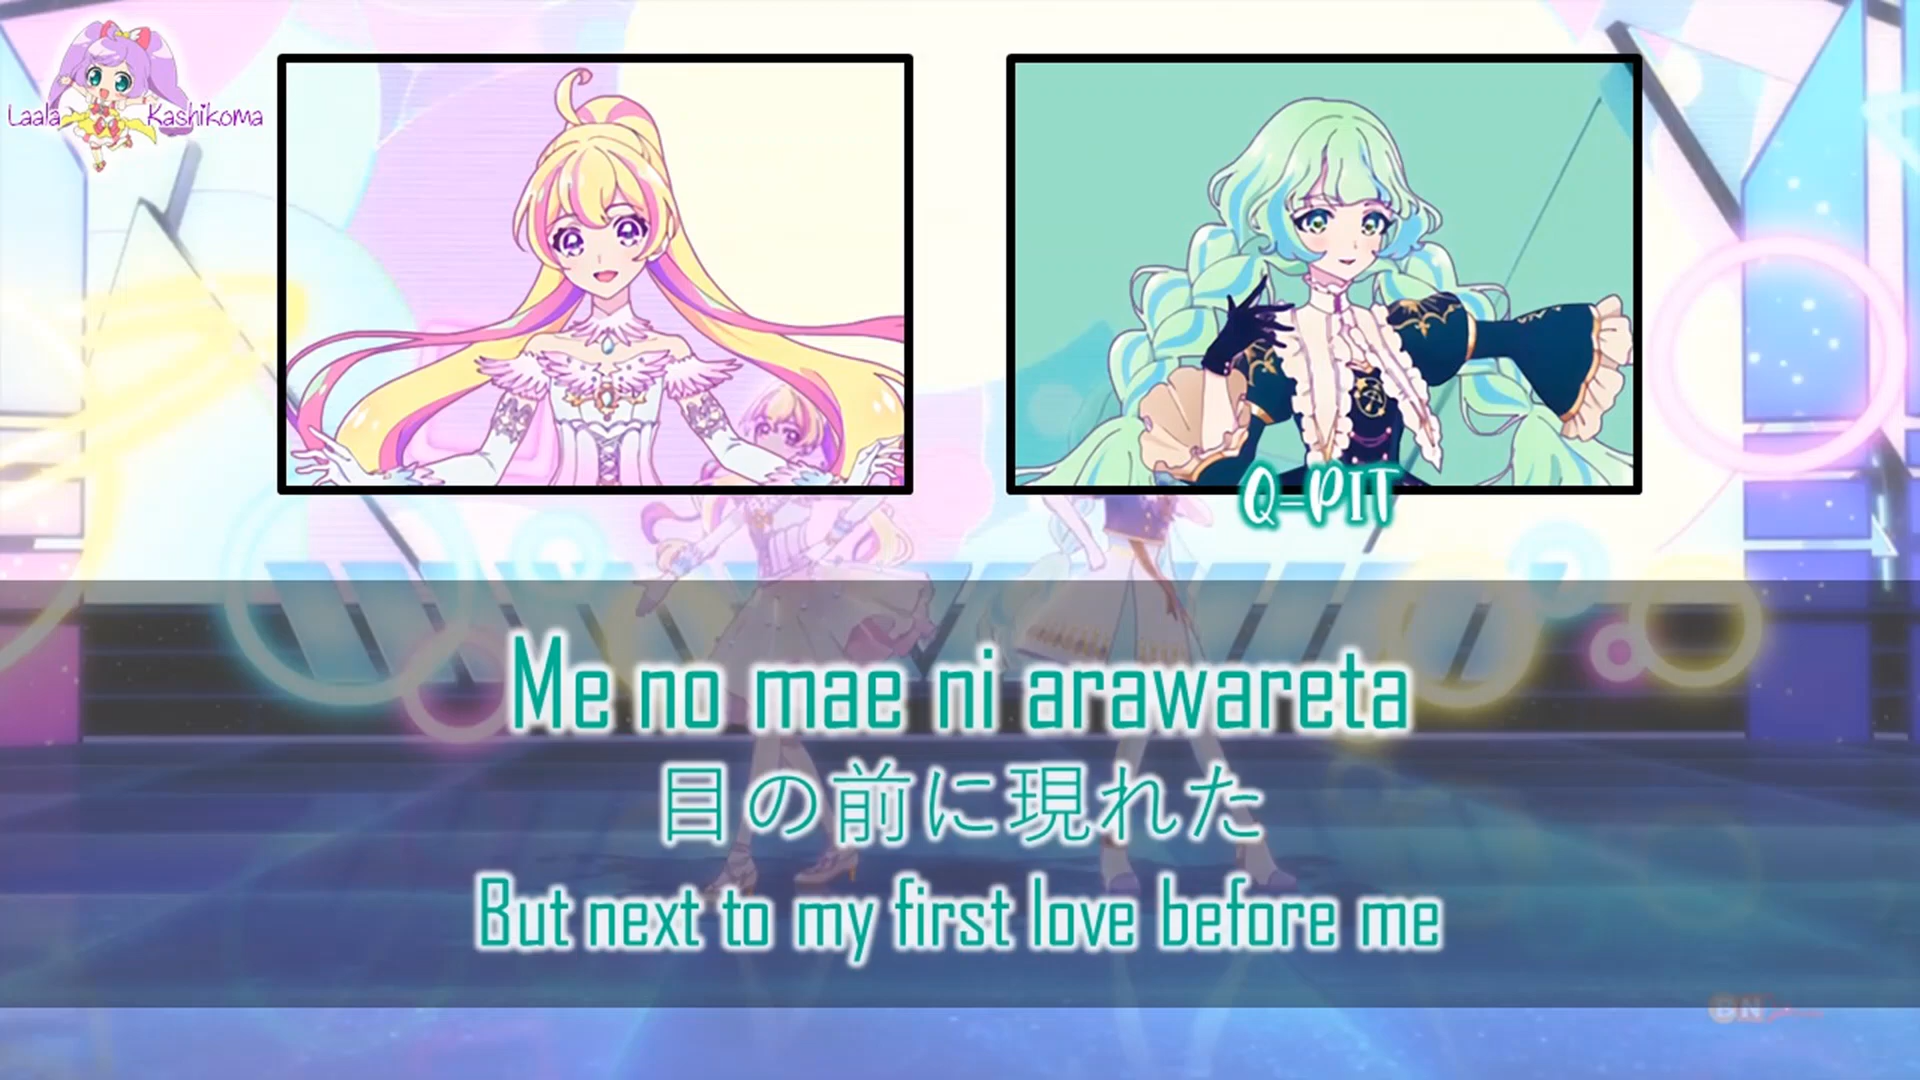 Laala Kashikoma
Q-PIT
Me no mae ni arawareta
目の前に現れた
But next to my first love before me
BN